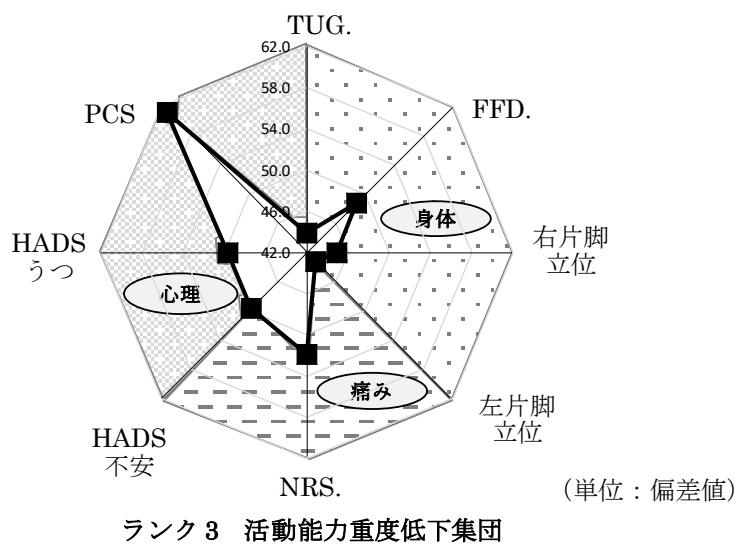 TUG.
62.0
58.0
54.0
50.0
46.0
42.0
PCS
FFD.
身体
HADS
うつ
右片脚
立位
心理
痛み
HADS
不安
左片脚
立位
NRS.
（単位：偏差値）
ランク3 活動能力重度低下集団